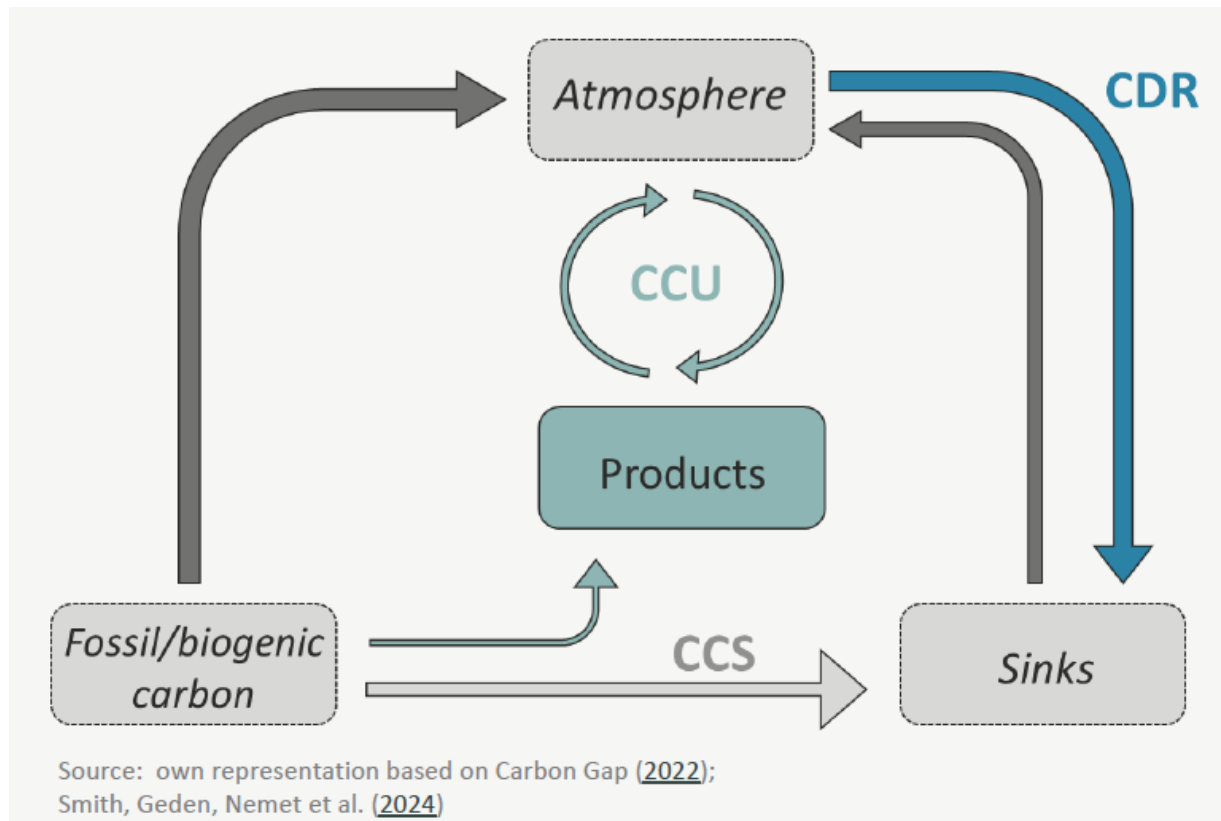 Atmosphere
CDR
CCU
Products
Fossil/biogenic
carbon
CCS
Sinks
Source:  own representation based on Carbon Gap (2022);
Smith, Geden, Nemet et al. (2024)